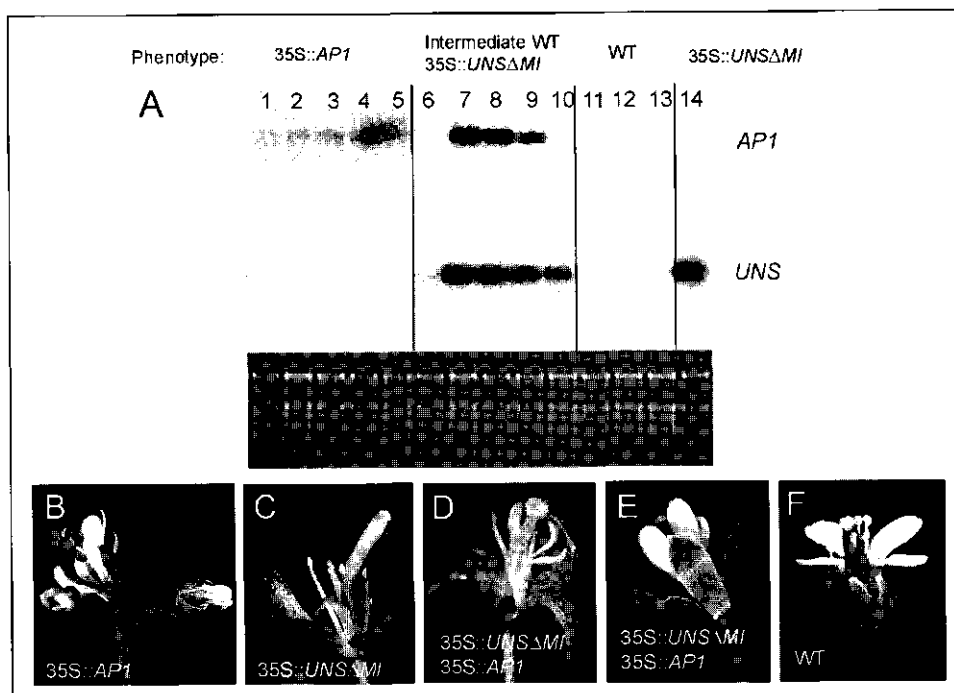 Phenotype: 35S::AP1 Intermediate WT 35S::UNSΔMI WT 35S::UNSΔMI
A
1 2 3 4 5 6 7 8 9 10 11 12 13 14
AP1
UNS
B
35S::AP1
C
35S::UNSΔMI
D
35S::UNSΔMI
35S::AP1
E
35S::UNSΔMI
35S::AP1
F
WT